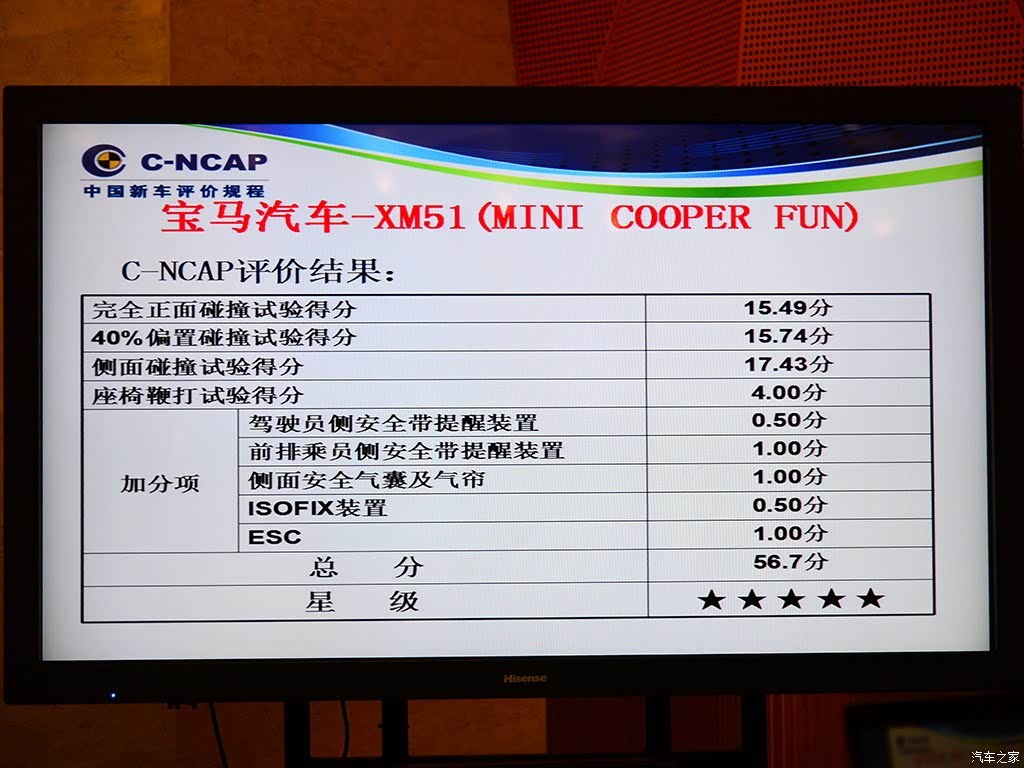 C-NCAP
中国新车评价规程
宝马汽车-XM51(MINI COOPER FUN)
C-NCAP评价结果:
完全正面碰撞试验得分 15.49分
40%偏置碰撞试验得分 15.74分
侧面碰撞试验得分 17.43分
座椅鞭打试验得分 4.00分
加分项
驾驶员侧安全带提醒装置 0.50分
前排乘员侧安全带提醒装置 1.00分
侧面安全气囊及气帘 1.00分
ISOFIX装置 0.50分
ESC 1.00分
总 分 56.7分
星 级 ★★★★★
Hisense
汽车之家